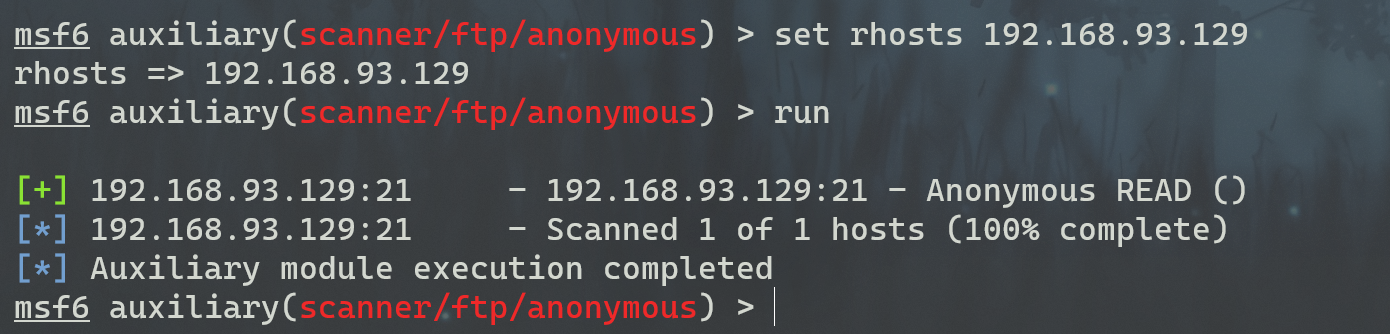 msf6 auxiliary(scanner/ftp/anonymous) > set rhosts 192.168.93.129
rhosts => 192.168.93.129
msf6 auxiliary(scanner/ftp/anonymous) > run
[+] 192.168.93.129:21     - 192.168.93.129:21 - Anonymous READ ()
[*] 192.168.93.129:21     - Scanned 1 of 1 hosts (100% complete)
[*] Auxiliary module execution completed
msf6 auxiliary(scanner/ftp/anonymous) >